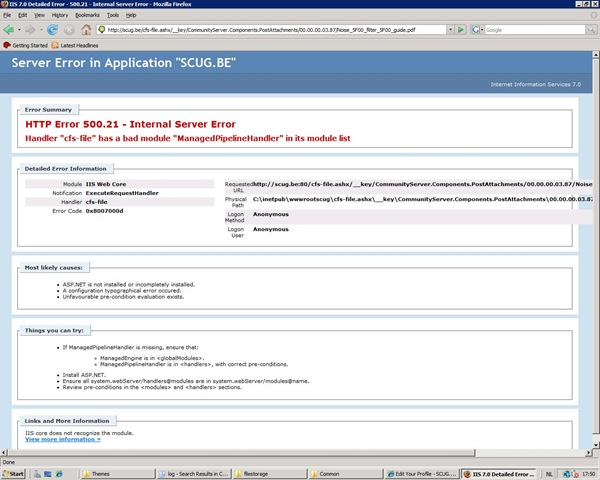 IIS 7.0 Detailed Error - 500.21 - Internal Server Error - Mozilla Firefox
File Edit View History Bookmarks Tools Help
http://scug.be/cfs-file.ashx/__key/CommunityServer.Components.PostAttachments/00.00.00.03.87/Noise_5F00_filter_5F00_guide.pdf
Google
Getting Started Latest Headlines
Server Error in Application "SCUG.BE"
Internet Information Services 7.0
Error Summary
HTTP Error 500.21 - Internal Server Error
Handler "cfs-file" has a bad module "ManagedPipelineHandler" in its module list
Detailed Error Information
Module IIS Web Core
Notification ExecuteRequestHandler
Handler cfs-file
Error Code 0x8007000d
Requested URL http://scug.be:80/cfs-file.ashx/__key/CommunityServer.Components.PostAttachments/00.00.00.03.87/Noise
Physical Path C:\inetpub\wwwrootscug\cfs-file.ashx\__key\CommunityServer.Components.PostAttachments\00.00.00.03.87
Logon Method Anonymous
Logon User Anonymous
Most likely causes:
ASP.NET is not installed or incompletely installed.
A configuration typographical error occured.
Unfavourable pre-condition evaluation exists.
Things you can try:
If ManagedPipelineHandler is missing, ensure that:
ManagedEngine is in <globalModules>.
ManagedPipelineHandler is in <handlers>, with correct pre-conditions.
Install ASP.NET.
Ensure all system.webServer/handlers@modules are in system.webServer/modules@name.
Review pre-conditions in the <modules> and <handlers> sections.
Links and More Information
IIS core does not recognize the module.
View more information »
Done
Start Themes log - Search Results in C... filestorage Common Edit Your Profile - SCUG.... IIS 7.0 Detailed Error ... NL 17:50